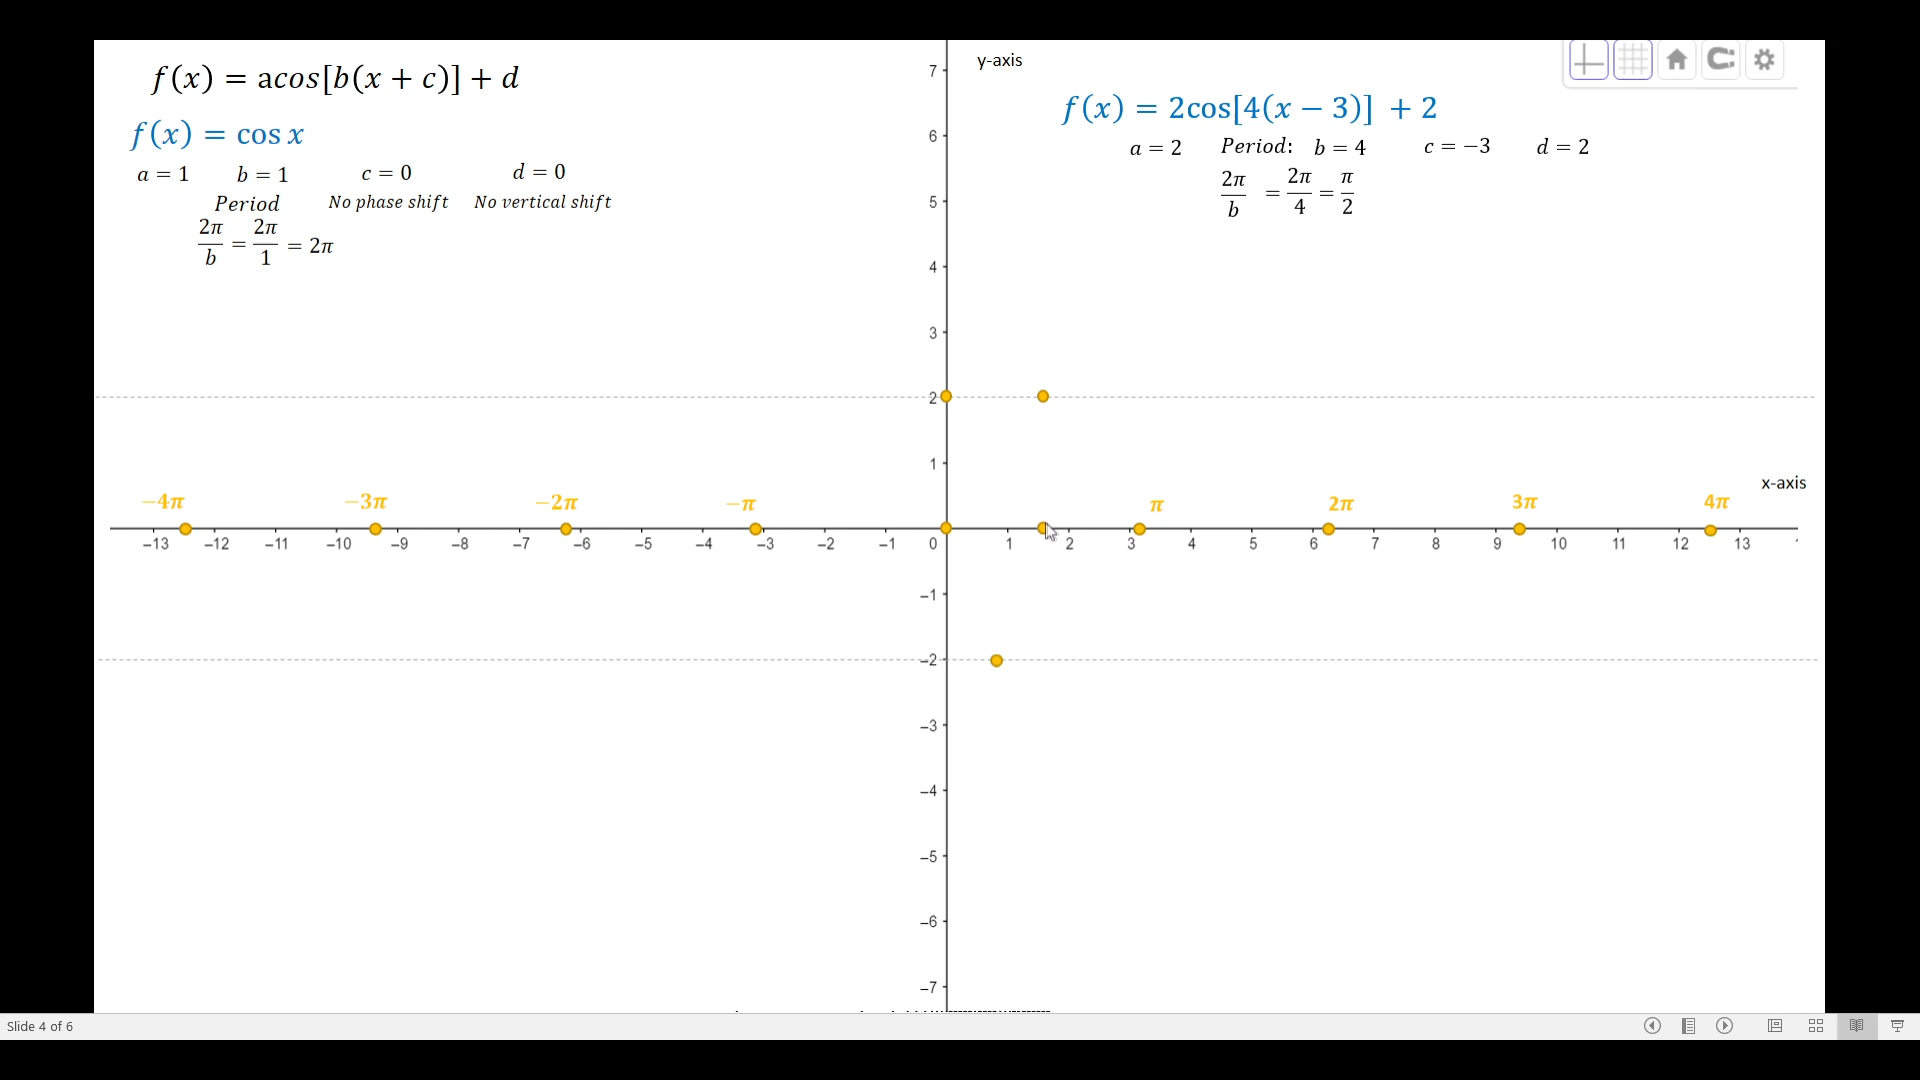 f(x) = acos[b(x + c)] + d
f(x) = cos x
a = 1 b = 1 c = 0 d = 0
Period No phase shift No vertical shift
2π/b = 2π/1 = 2π
y-axis
f(x) = 2cos[4(x − 3)] + 2
a = 2 Period: b = 4 c = −3 d = 2
2π/b = 2π/4 = π/2
7
6
5
4
3
2
1
−4π −3π −2π −π π 2π 3π 4π
x-axis
−13 −12 −11 −10 −9 −8 −7 −6 −5 −4 −3 −2 −1 0 1 2 3 4 5 6 7 8 9 10 11 12 13
−1
−2
−3
−4
−5
−6
−7
Slide 4 of 6